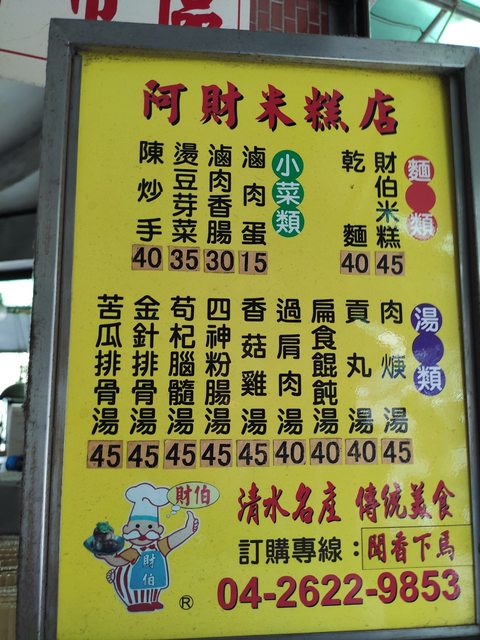 阿財米糕店
麵類
財伯米糕 45
乾麵 40
小菜類
滷肉蛋 15
滷肉香腸 30
燙豆芽菜 35
陳炒手 40
湯類
肉焿湯 45
貢丸湯 40
扁食餛飩湯 40
過肩肉湯 40
香菇雞湯 45
四神粉腸湯 45
苟杞腦髓湯 45
金針排骨湯 45
苦瓜排骨湯 45
財伯
財伯
®
清水名產 傳統美食
訂購專線：聞香下馬
04-2622-9853